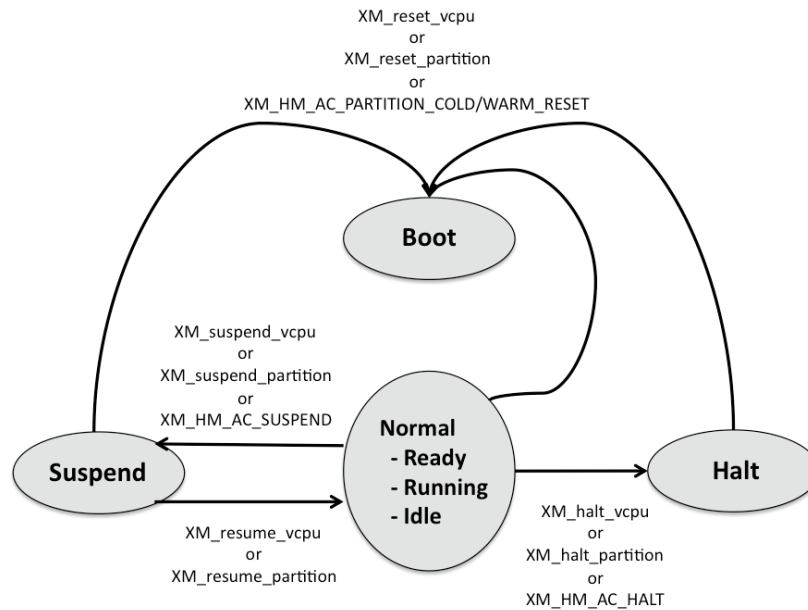 XM_reset_vcpu
or
XM_reset_partition
or
XM_HM_AC_PARTITION_COLD/WARM_RESET
Boot
XM_suspend_vcpu
or
XM_suspend_partition
or
XM_HM_AC_SUSPEND
Suspend
Normal
- Ready
- Running
- Idle
Halt
XM_resume_vcpu
or
XM_resume_partition
XM_halt_vcpu
or
XM_halt_partition
or
XM_HM_AC_HALT